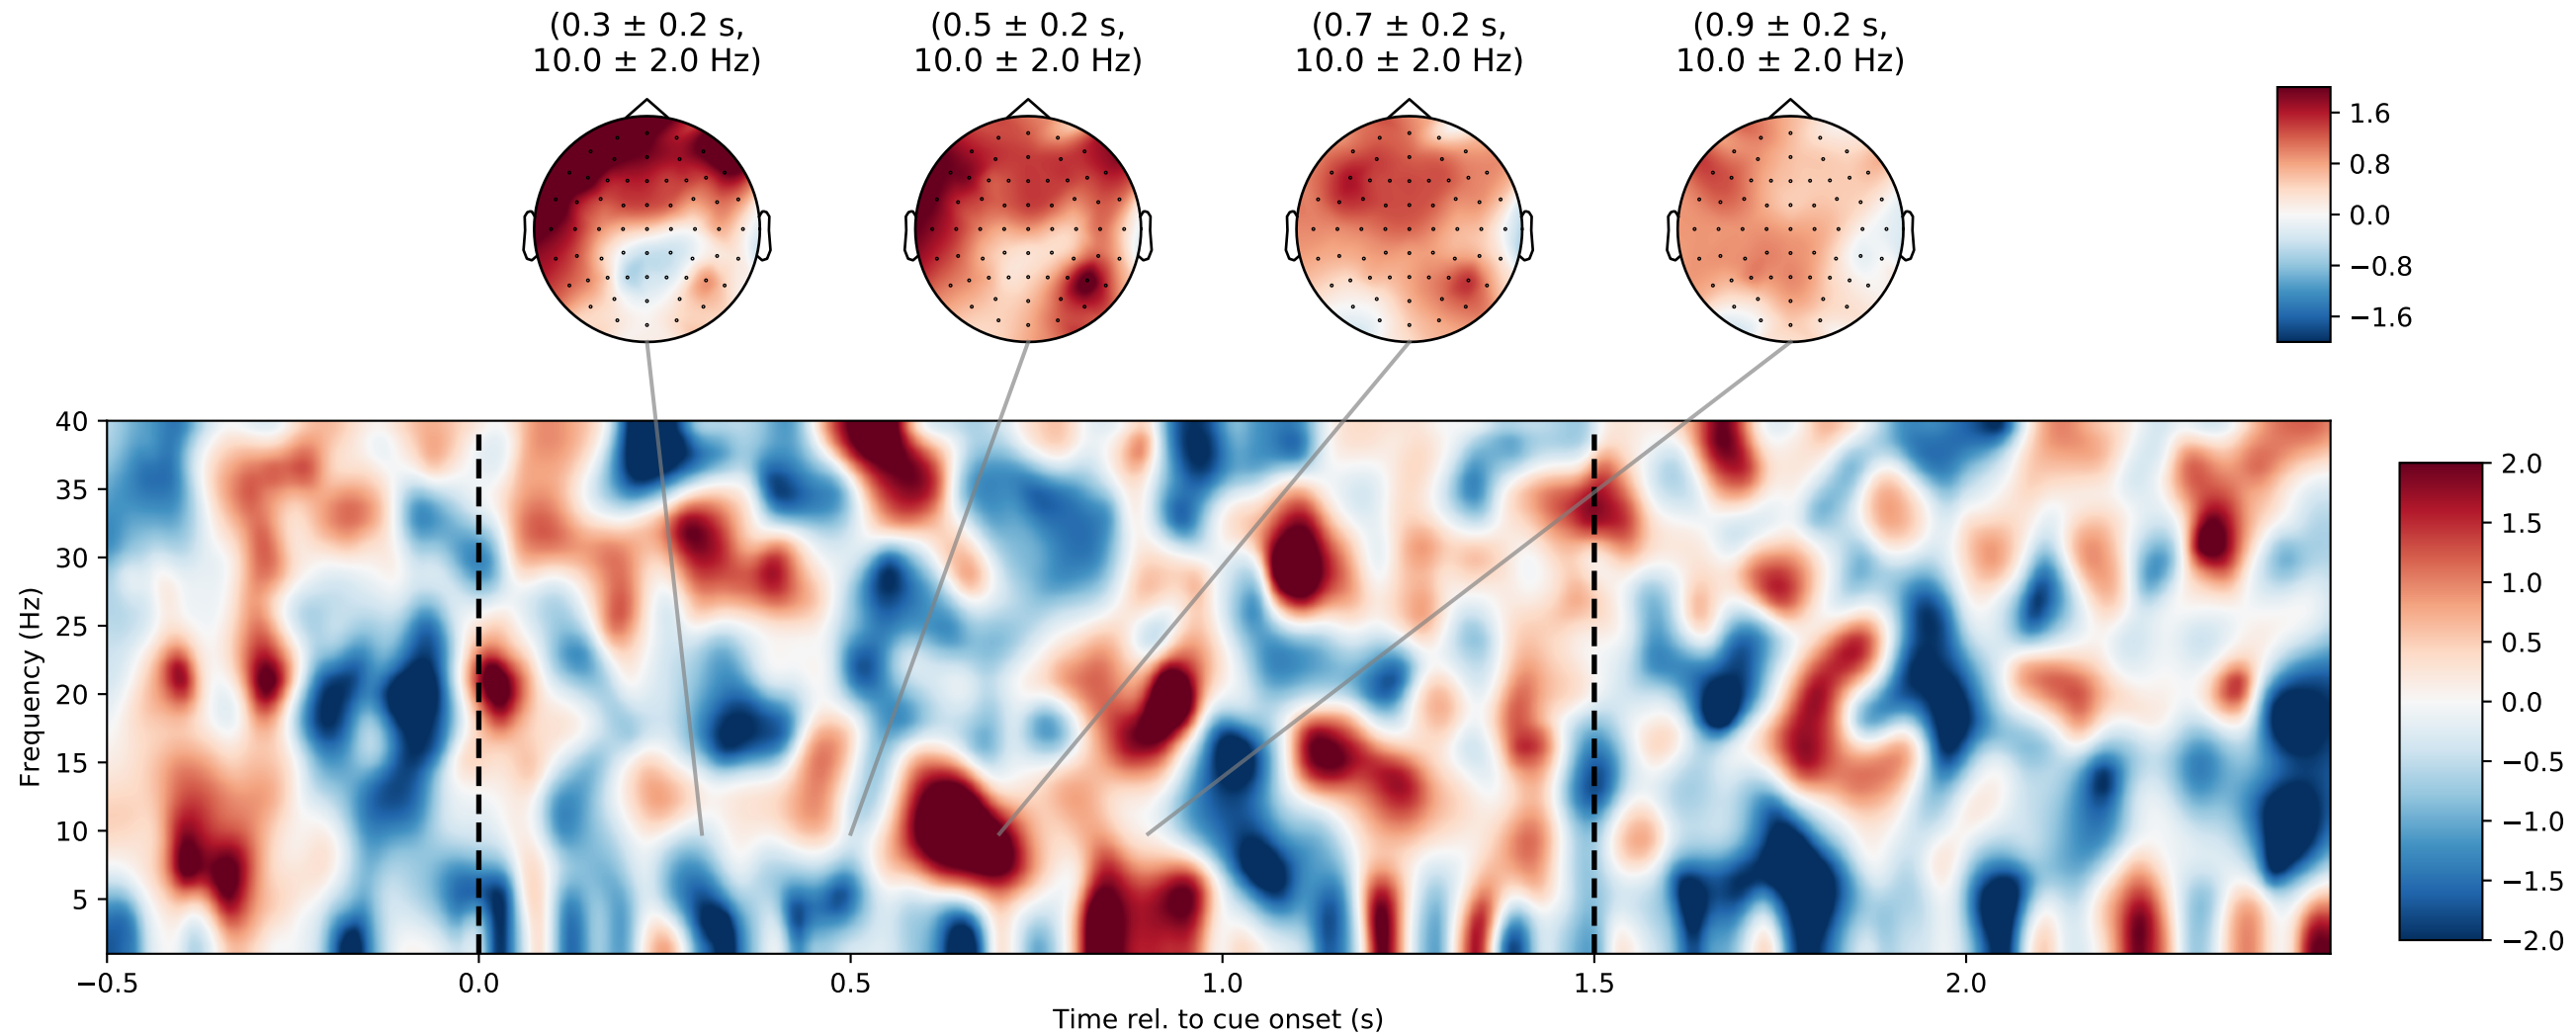 (0.3 ± 0.2 s,
10.0 ± 2.0 Hz)
(0.5 ± 0.2 s,
10.0 ± 2.0 Hz)
(0.7 ± 0.2 s,
10.0 ± 2.0 Hz)
(0.9 ± 0.2 s,
10.0 ± 2.0 Hz)
1.6
0.8
0.0
−0.8
−1.6
40
35
30
25
20
15
10
5
Frequency (Hz)
−0.5
0.0
0.5
1.0
1.5
2.0
Time rel. to cue onset (s)
2.0
1.5
1.0
0.5
0.0
−0.5
−1.0
−1.5
−2.0